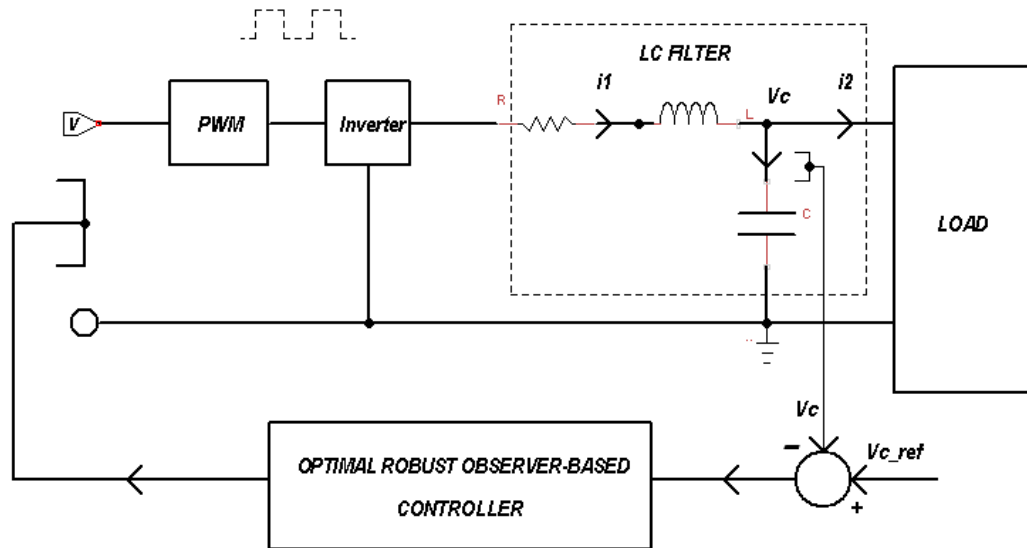 LC FILTER
i1
i2
R
L
Vc
V
PWM
Inverter
C
LOAD
Vc
Vc_ref
−
+
OPTIMAL ROBUST OBSERVER-BASED
CONTROLLER